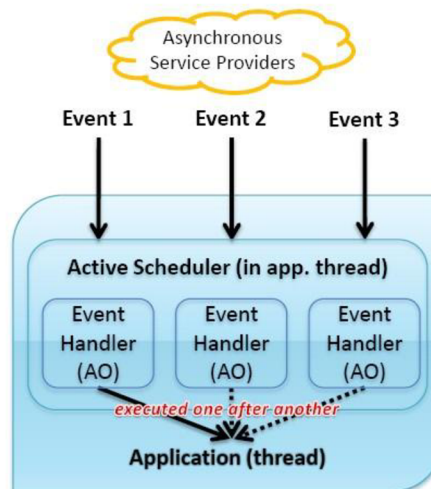 Asynchronous
Service Providers
Event 1 Event 2 Event 3
Active Scheduler (in app. thread)
Event Event Event
Handler Handler Handler
(AO) (AO) (AO)
executed one after another
Application (thread)